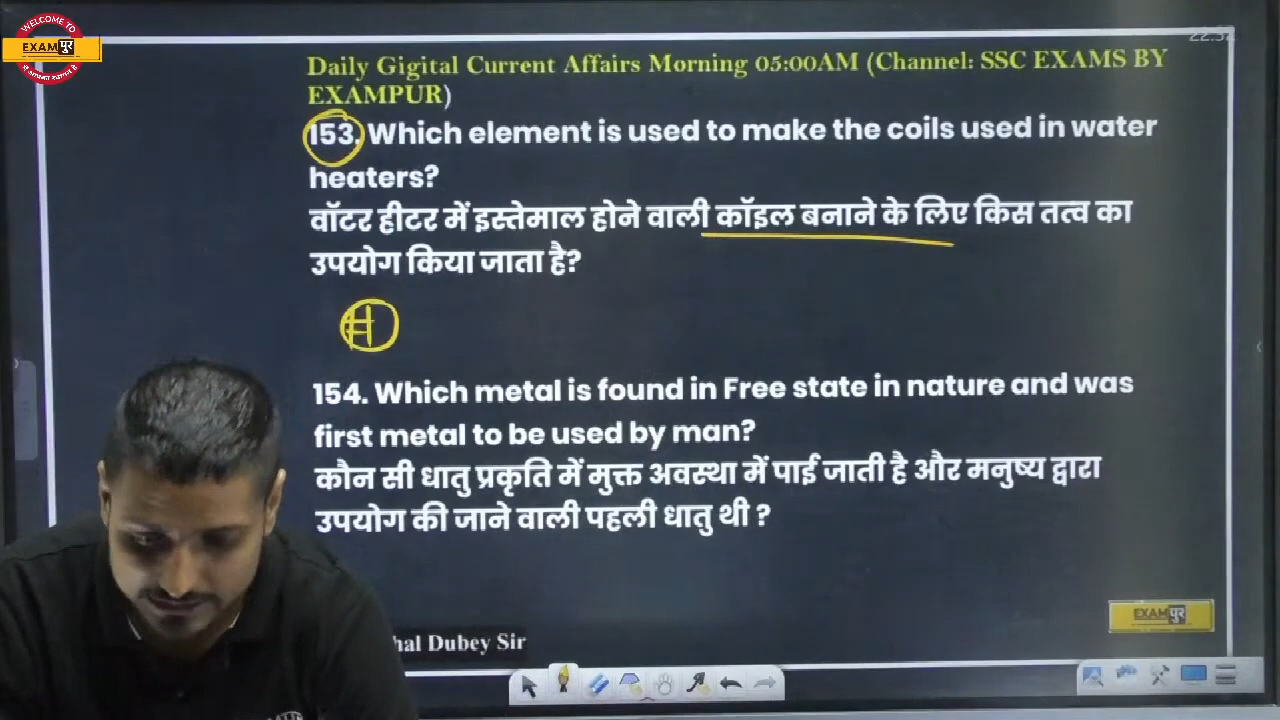 WELCOME TO
EXAMपुर
22:32
Daily Gigital Current Affairs Morning 05:00AM (Channel: SSC EXAMS BY
EXAMPUR)
153. Which element is used to make the coils used in water
heaters?
वॉटर हीटर में इस्तेमाल होने वाली कॉइल बनाने के लिए किस तत्व का
उपयोग किया जाता है?
154. Which metal is found in Free state in nature and was
first metal to be used by man?
कौन सी धातु प्रकृति में मुक्त अवस्था में पाई जाती है और मनुष्य द्वारा
उपयोग की जाने वाली पहली धातु थी ?
EXAMपुर
hal Dubey Sir